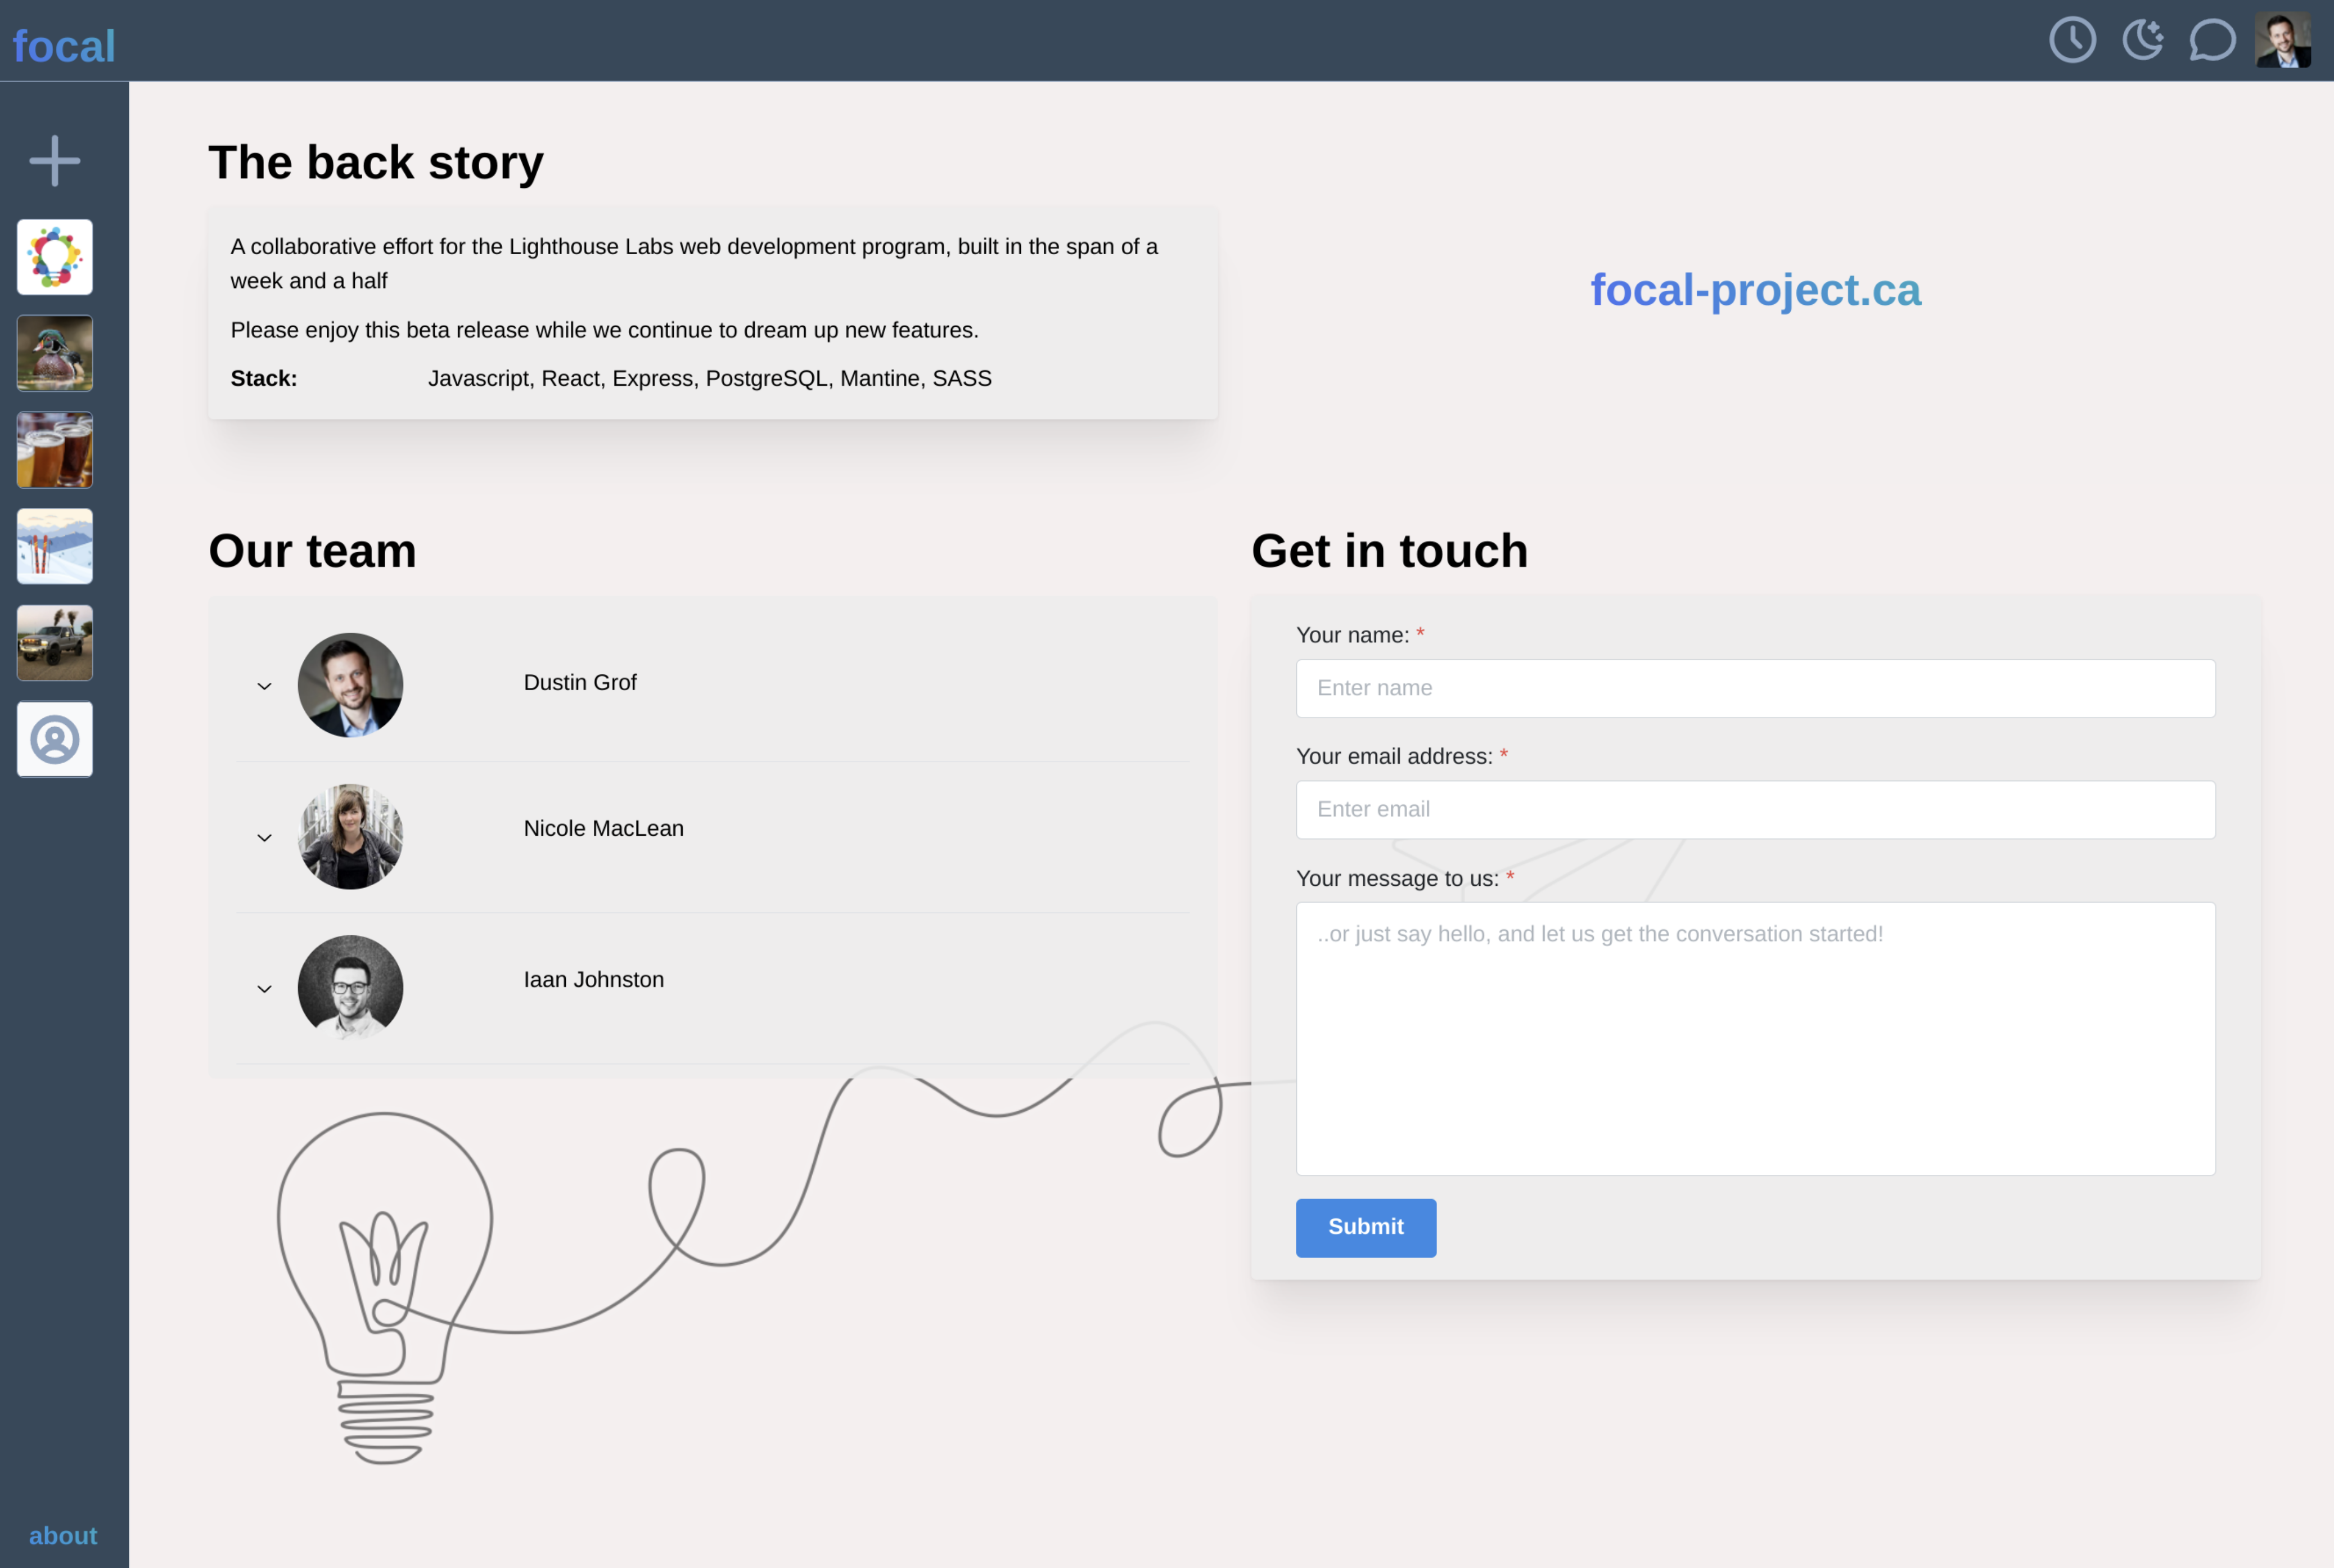 focal
The back story
A collaborative effort for the Lighthouse Labs web development program, built in the span of a
week and a half
Please enjoy this beta release while we continue to dream up new features.
Stack: Javascript, React, Express, PostgreSQL, Mantine, SASS
focal-project.ca
Our team
Dustin Grof
Nicole MacLean
Iaan Johnston
Get in touch
Your name: *
Enter name
Your email address: *
Enter email
Your message to us: *
..or just say hello, and let us get the conversation started!
Submit
about